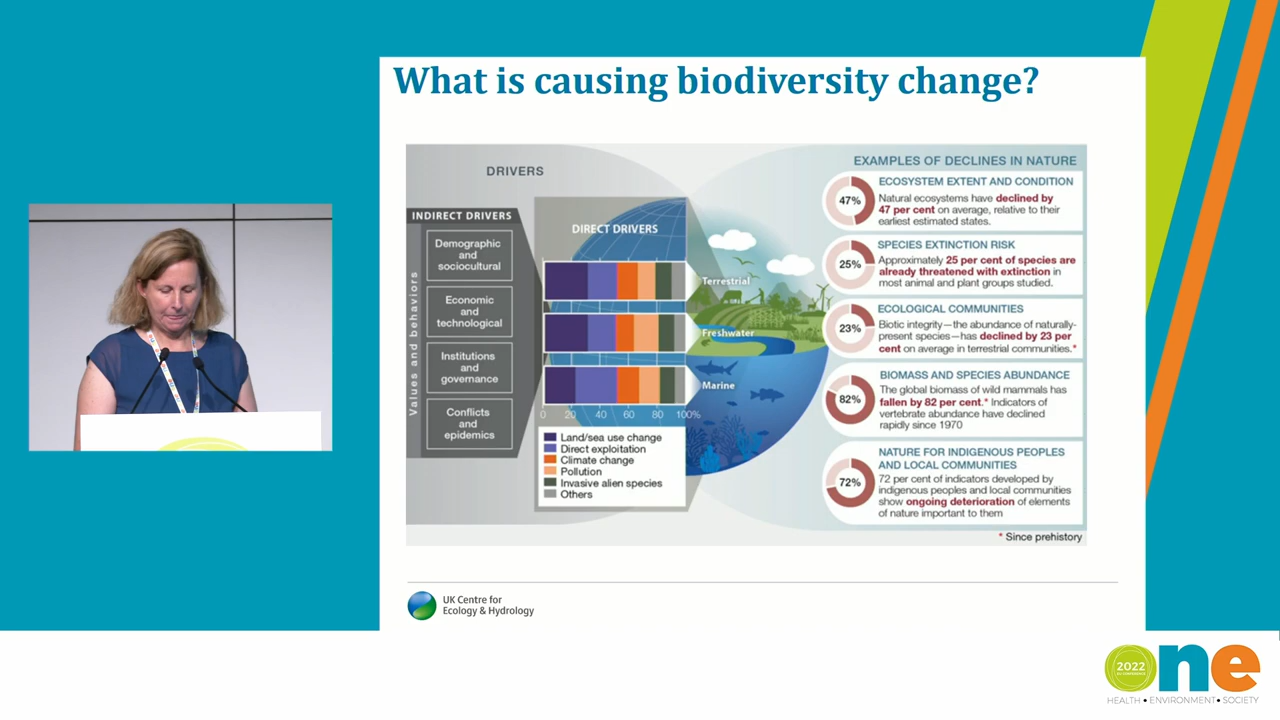 What is causing biodiversity change?
DRIVERS
INDIRECT DRIVERS
Values and behaviors
Demographic
and
sociocultural
Economic
and
technological
Institutions
and
governance
Conflicts
and
epidemics
DIRECT DRIVERS
Terrestrial
Freshwater
Marine
0 20 40 60 80 100%
Land/sea use change
Direct exploitation
Climate change
Pollution
Invasive alien species
Others
EXAMPLES OF DECLINES IN NATURE
47%
ECOSYSTEM EXTENT AND CONDITION
Natural ecosystems have declined by
47 per cent on average, relative to their
earliest estimated states.
25%
SPECIES EXTINCTION RISK
Approximately 25 per cent of species are
already threatened with extinction in
most animal and plant groups studied.
23%
ECOLOGICAL COMMUNITIES
Biotic integrity—the abundance of naturally-
present species—has declined by 23 per
cent on average in terrestrial communities.*
82%
BIOMASS AND SPECIES ABUNDANCE
The global biomass of wild mammals has
fallen by 82 per cent.* Indicators of
vertebrate abundance have declined
rapidly since 1970
72%
NATURE FOR INDIGENOUS PEOPLES
AND LOCAL COMMUNITIES
72 per cent of indicators developed by
indigenous peoples and local communities
show ongoing deterioration of elements
of nature important to them
* Since prehistory
UK Centre for
Ecology & Hydrology
2022
ne
HEALTH • ENVIRONMENT • SOCIETY